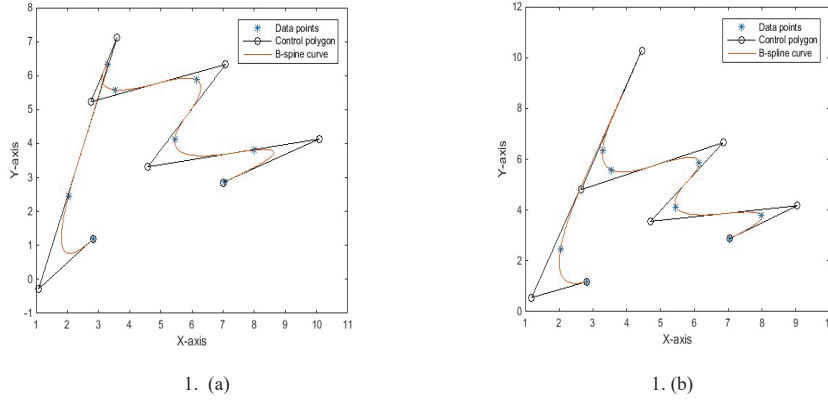 8
7
6
5
4
3
2
1
0
-1
1 2 3 4 5 6 7 8 9 10 11
X-axis
Y-axis
Data points
Control polygon
B-spine curve
1. (a)
12
10
8
6
4
2
0
1 2 3 4 5 6 7 8 9 1
X-axis
Y-axis
Data points
Control polygon
B-spline curve
1. (b)